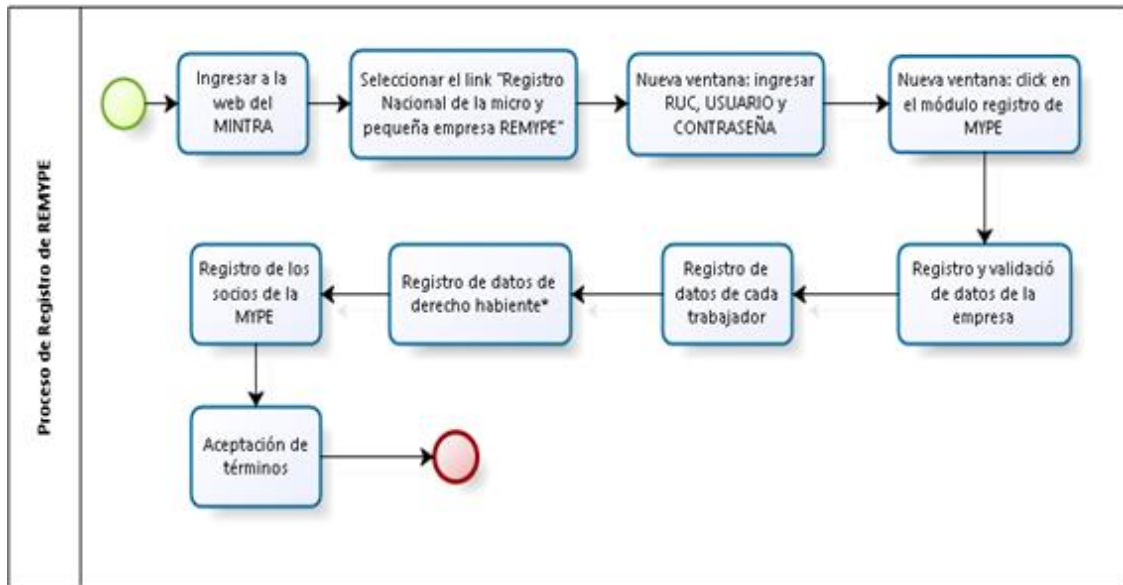 Proceso de Registro de REMYPE
Ingresar a la
web del
MINTRA
Seleccionar el link "Registro
Nacional de la micro y
pequeña empresa REMYPE"
Nueva ventana: ingresar
RUC, USUARIO y
CONTRASEÑA
Nueva ventana: click en
el módulo registro de
MYPE
Registro y validació
de datos de la
empresa
Registro de
datos de cada
trabajador
Registro de datos de
derecho habiente*
Registro de los
socios de la
MYPE
Aceptación de
términos